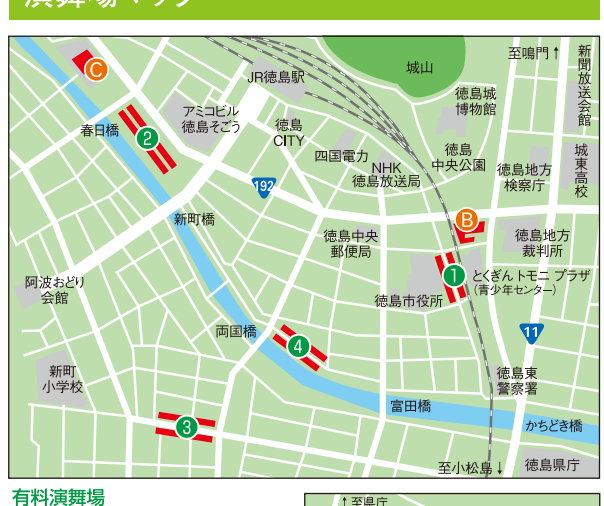 演舞場マップ
至鳴門↑
新聞放送会館
城山
JR徳島駅
C
徳島城
博物館
アミコビル
徳島そごう
春日橋
2
徳島
CITY
四国電力
NHK
徳島放送局
徳島
中央公園
城東高校
徳島地方
検察庁
192
新町橋
B
徳島中央
郵便局
徳島地方
裁判所
1
とくぎんトモニプラザ
(青少年センター)
徳島市役所
阿波おどり
会館
両国橋
4
11
新町
小学校
徳島東
警察署
富田橋
3
かちどき橋
至小松島↓
徳島県庁
有料演舞場
↑至県庁